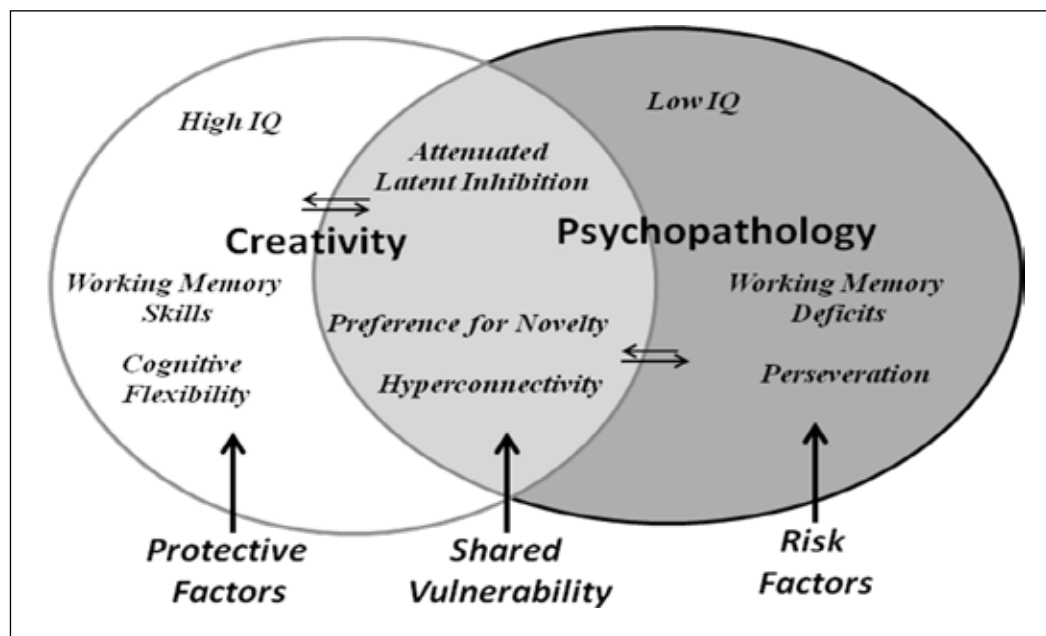 High IQ
Low IQ
Attenuated
Latent Inhibition
Creativity
Psychopathology
Working Memory
Skills
Preference for Novelty
Working Memory
Deficits
Cognitive
Flexibility
Hyperconnectivity
Perseveration
Protective
Factors
Shared
Vulnerability
Risk
Factors